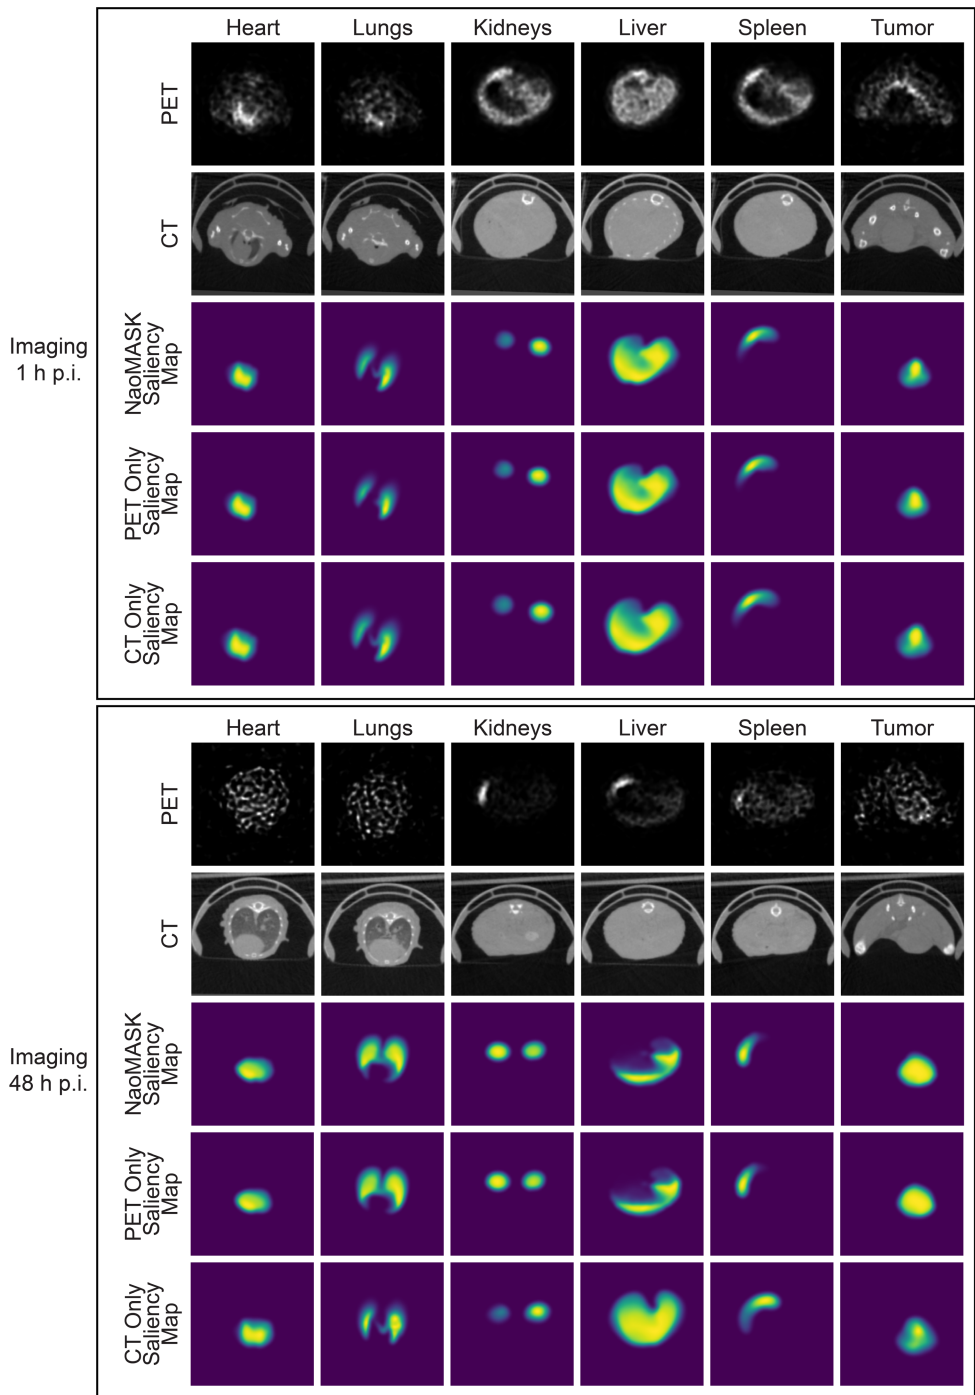 Heart Lungs Kidneys Liver Spleen Tumor
PET
CT
Imaging
1 h p.i.
NaoMASK
Saliency
Map
PET Only
Saliency
Map
CT Only
Saliency
Map
Heart Lungs Kidneys Liver Spleen Tumor
PET
CT
Imaging
48 h p.i.
NaoMASK
Saliency
Map
PET Only
Saliency
Map
CT Only
Saliency
Map